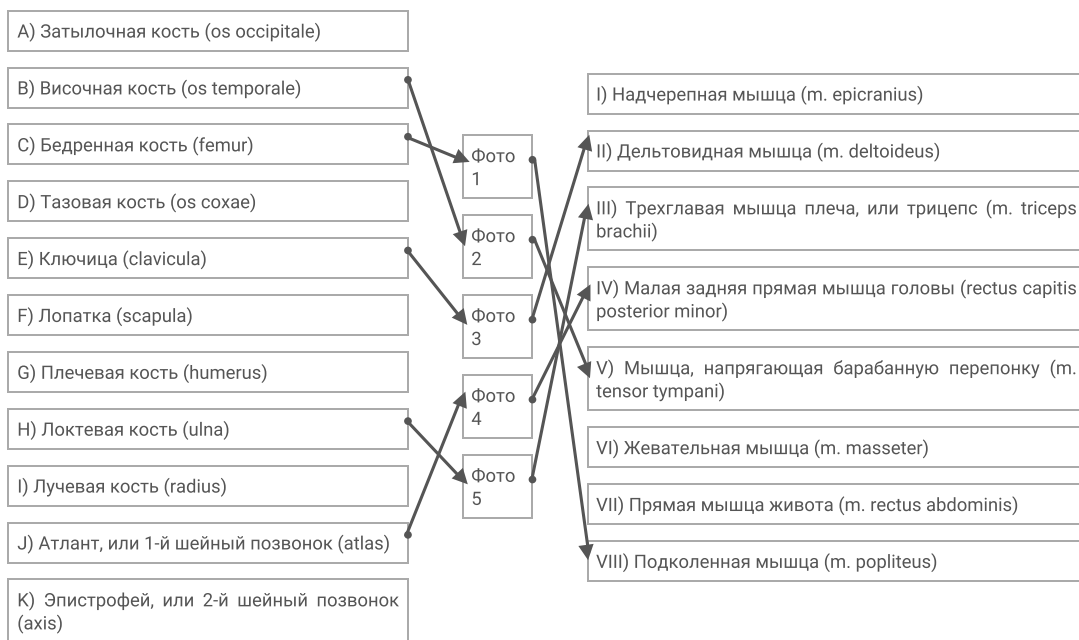 A) Затылочная кость (os occipitale)
B) Височная кость (os temporale)
C) Бедренная кость (femur)
D) Тазовая кость (os coxae)
E) Ключица (clavicula)
F) Лопатка (scapula)
G) Плечевая кость (humerus)
H) Локтевая кость (ulna)
I) Лучевая кость (radius)
J) Атлант, или 1-й шейный позвонок (atlas)
K) Эпистрофей, или 2-й шейный позвонок
(axis)
Фото
1
Фото
2
Фото
3
Фото
4
Фото
5
I) Надчерепная мышца (m. epicranius)
II) Дельтовидная мышца (m. deltoideus)
III) Трехглавая мышца плеча, или трицепс (m. triceps
brachii)
IV) Малая задняя прямая мышца головы (rectus capitis
posterior minor)
V) Мышца, напрягающая барабанную перепонку (m.
tensor tympani)
VI) Жевательная мышца (m. masseter)
VII) Прямая мышца живота (m. rectus abdominis)
VIII) Подколенная мышца (m. popliteus)